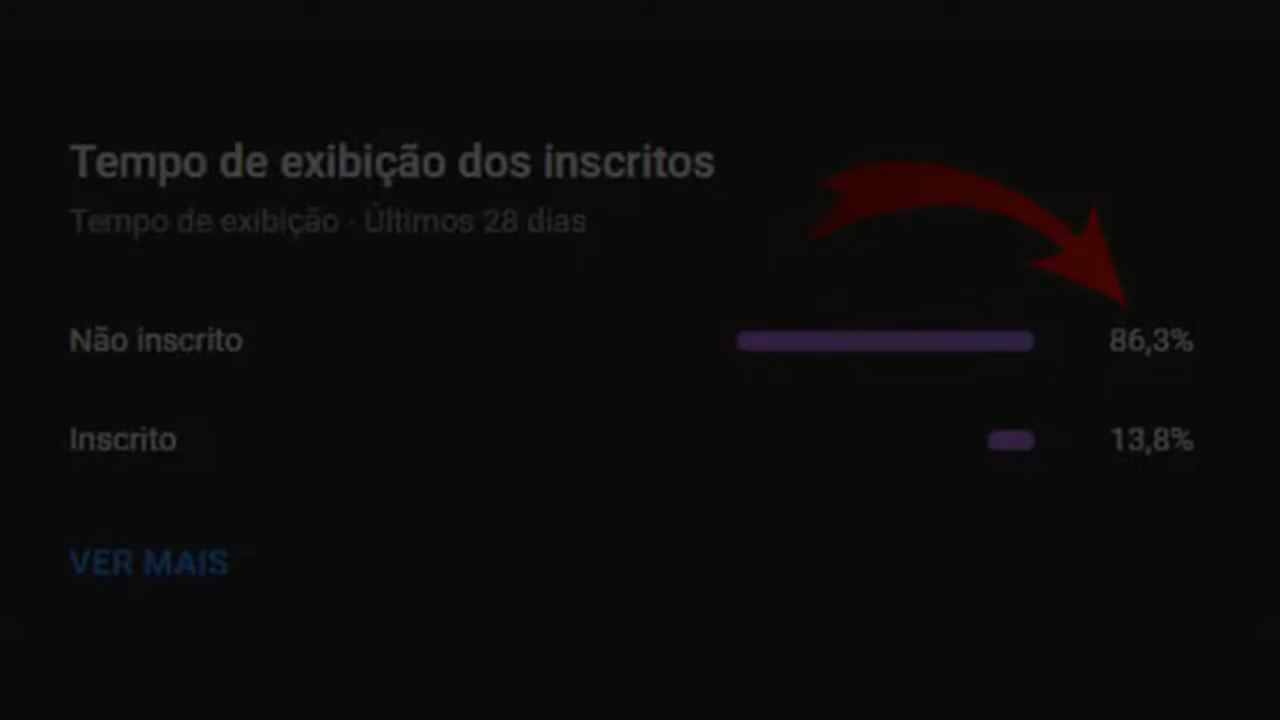 Tempo de exibição dos inscritos
Tempo de exibição · Últimos 28 dias
Não inscrito 86,3%
Inscrito 13,8%
VER MAIS